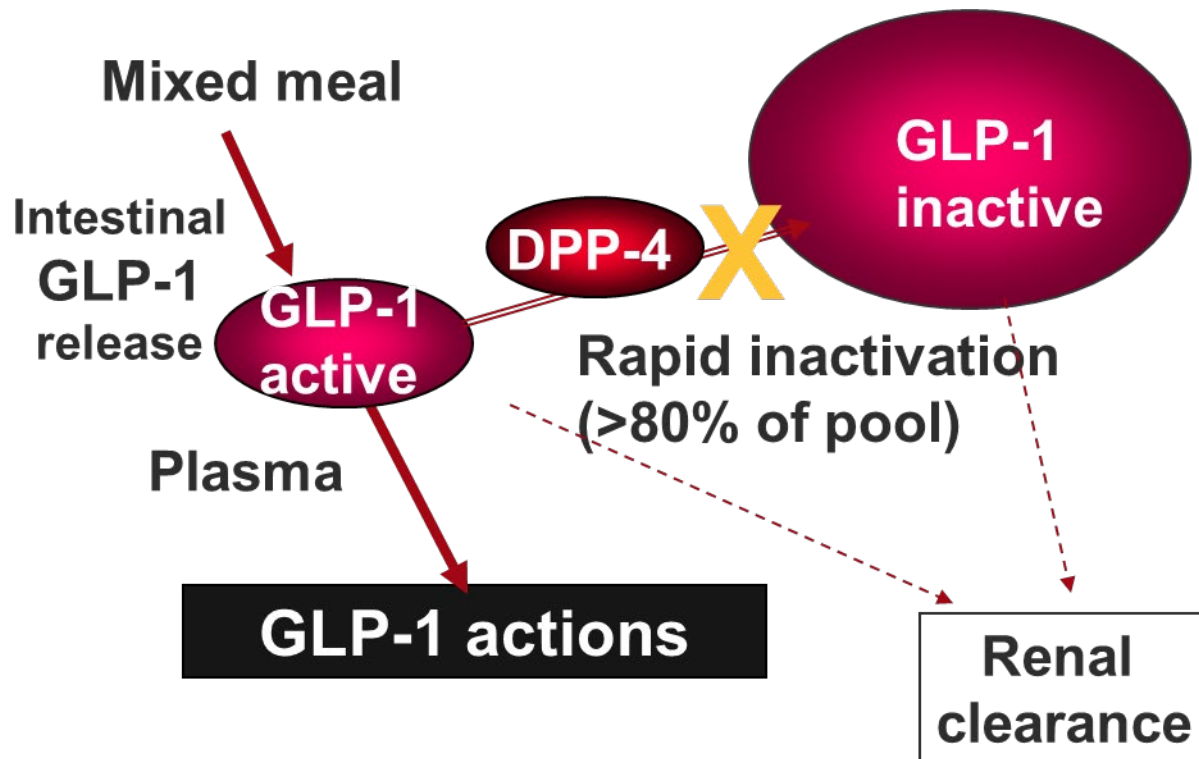 Mixed meal
Intestinal
GLP-1
release
GLP-1
active
DPP-4
X
GLP-1
inactive
Rapid inactivation
(>80% of pool)
Plasma
GLP-1 actions
Renal
clearance